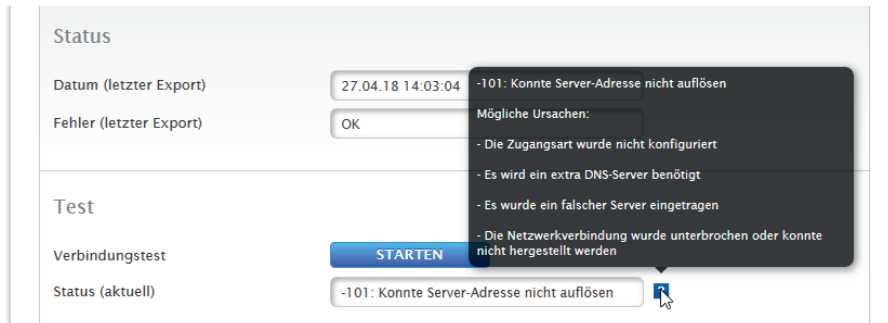 Status
Datum (letzter Export)
27.04.18 14:03:04
Fehler (letzter Export)
OK
-101: Konnte Server-Adresse nicht auflösen
Mögliche Ursachen:
- Die Zugangsart wurde nicht konfiguriert
- Es wird ein extra DNS-Server benötigt
- Es wurde ein falscher Server eingetragen
- Die Netzwerkverbindung wurde unterbrochen oder konnte
nicht hergestellt werden
Test
Verbindungstest
STARTEN
Status (aktuell)
-101: Konnte Server-Adresse nicht auflösen